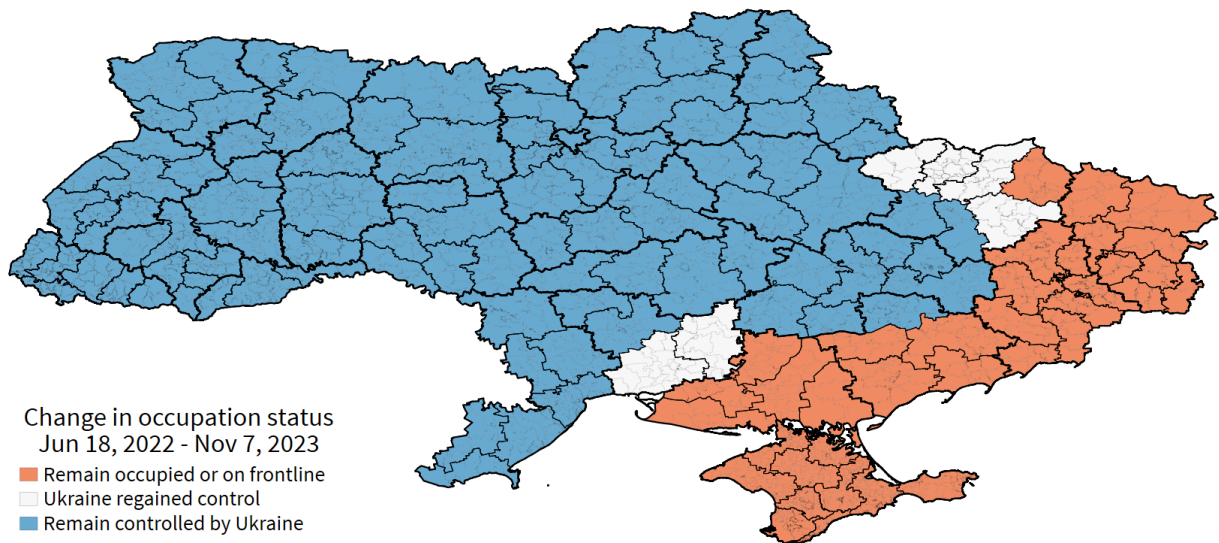 Change in occupation status
Jun 18, 2022 - Nov 7, 2023
Remain occupied or on frontline
Ukraine regained control
Remain controlled by Ukraine